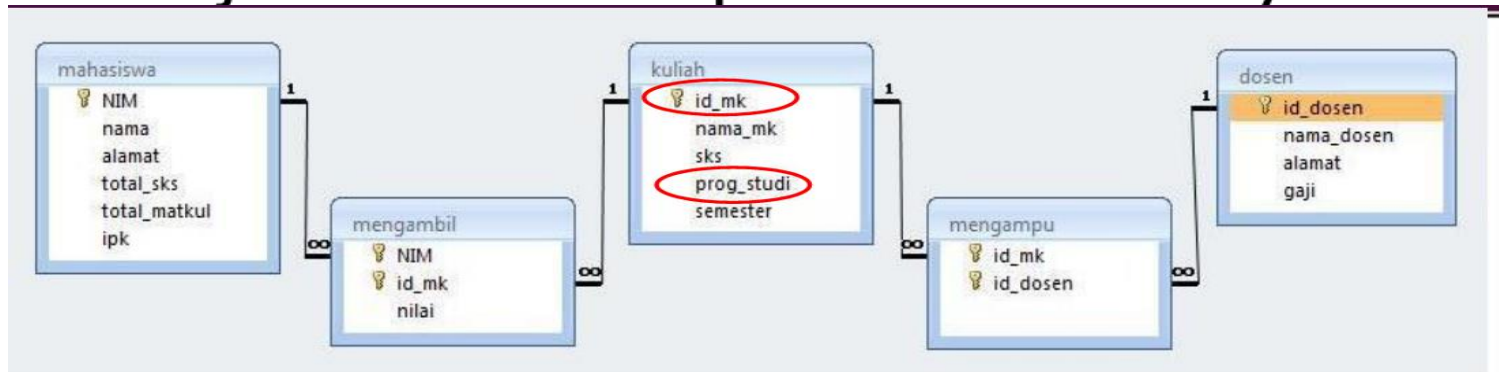 mahasiswa
NIM
nama
alamat
total_sks
total_matkul
ipk
1
∞
mengambil
NIM
id_mk
nilai
1
∞
kuliah
id_mk
nama_mk
sks
prog_studi
semester
1
∞
mengampu
id_mk
id_dosen
1
∞
dosen
id_dosen
nama_dosen
alamat
gaji